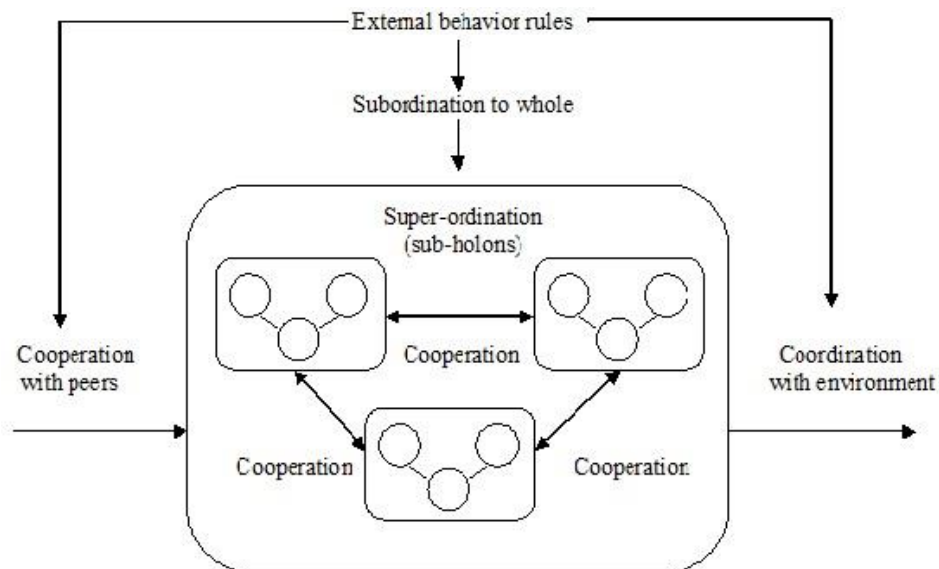 External behavior rules
Subordination to whole
Super-ordination
(sub-holons)
Cooperation
with peers
Cooperation
Coordiration
with environment
Cooperation
Cooperation.